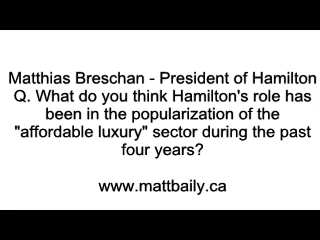 Matthias Breschan - President of Hamilton
Q. What do you think Hamilton's role has
been in the popularization of the
"affordable luxury" sector during the past
four years?
www.mattbaily.ca